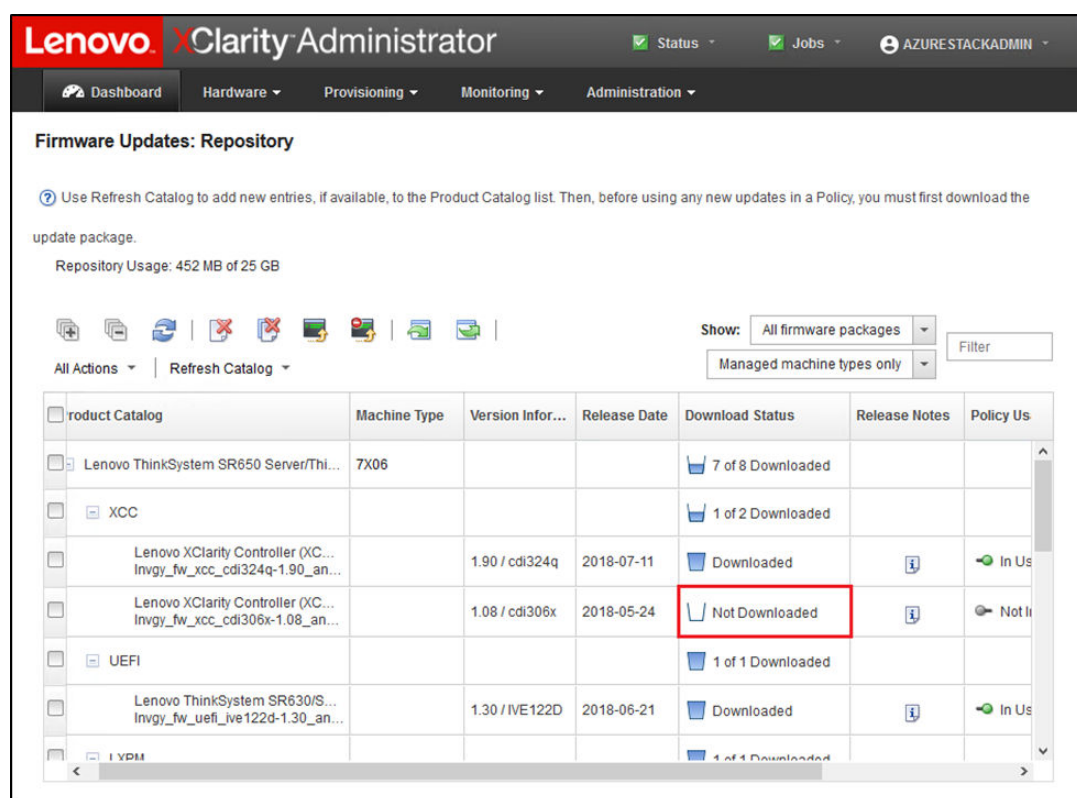 Lenovo. XClarity Administrator
Status
Jobs
AZURESTACKADMIN
Dashboard
Hardware
Provisioning
Monitoring
Administration
Firmware Updates: Repository
? Use Refresh Catalog to add new entries, if available, to the Product Catalog list. Then, before using any new updates in a Policy, you must first download the
update package.
Repository Usage: 452 MB of 25 GB
Show: All firmware packages
Managed machine types only
Filter
All Actions | Refresh Catalog
roduct Catalog Machine Type Version Infor... Release Date Download Status Release Notes Policy Us
Lenovo ThinkSystem SR650 Server/Thi... 7X06 7 of 8 Downloaded
XCC 1 of 2 Downloaded
Lenovo XClarity Controller (XC...
Invgy_fw_xcc_cdi324q-1.90_an...
1.90 / cdi324q 2018-07-11 Downloaded In Us
Lenovo XClarity Controller (XC...
Invgy_fw_xcc_cdi306x-1.08_an...
1.08 / cdi306x 2018-05-24 Not Downloaded Not I
UEFI 1 of 1 Downloaded
Lenovo ThinkSystem SR630/S...
Invgy_fw_uefi_ive122d-1.30_an...
1.30 / IVE122D 2018-06-21 Downloaded In Us
LXPM 1 of 1 Downloaded